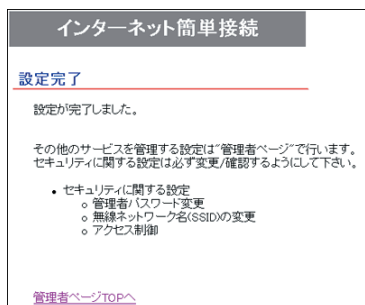 インターネット簡単接続
設定完了
設定が完了しました。
その他のサービスを管理する設定は"管理者ページ"で行います。
セキュリティに関する設定は必ず変更/確認するようにして下さい。
セキュリティに関する設定
管理者パスワード変更
無線ネットワーク名(SSID)の変更
アクセス制御
管理者ページTOPへ